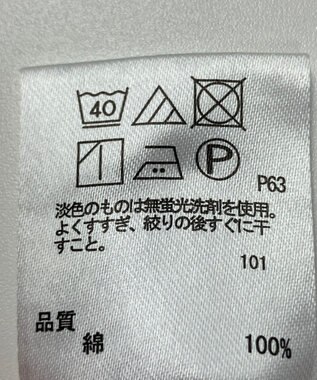 40
P
P63
淡色のものは無蛍光洗剤を使用。
よくすすぎ、絞りの後すぐに干
すこと。
101
品質
綿 100%